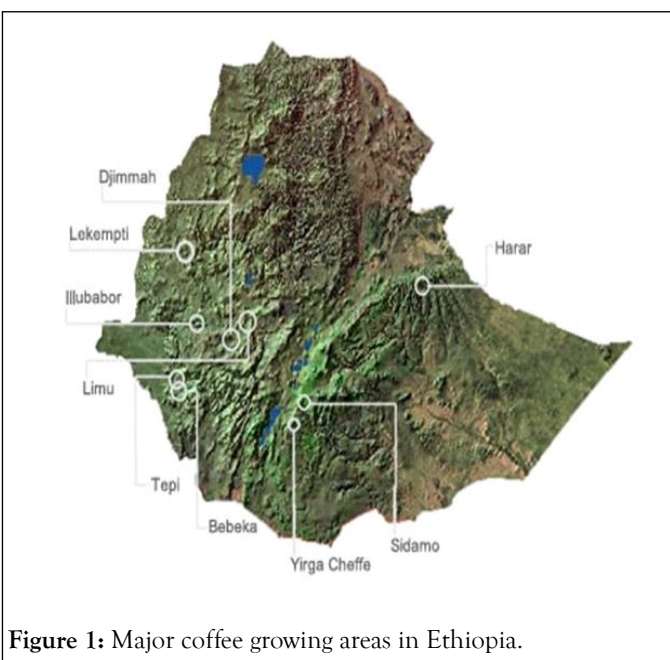 Djimmah
Lekempti
Harar
Illubabor
Limu
Tepi
Bebeka
Sidamo
Yirga Cheffe
Figure 1: Major coffee growing areas in Ethiopia.